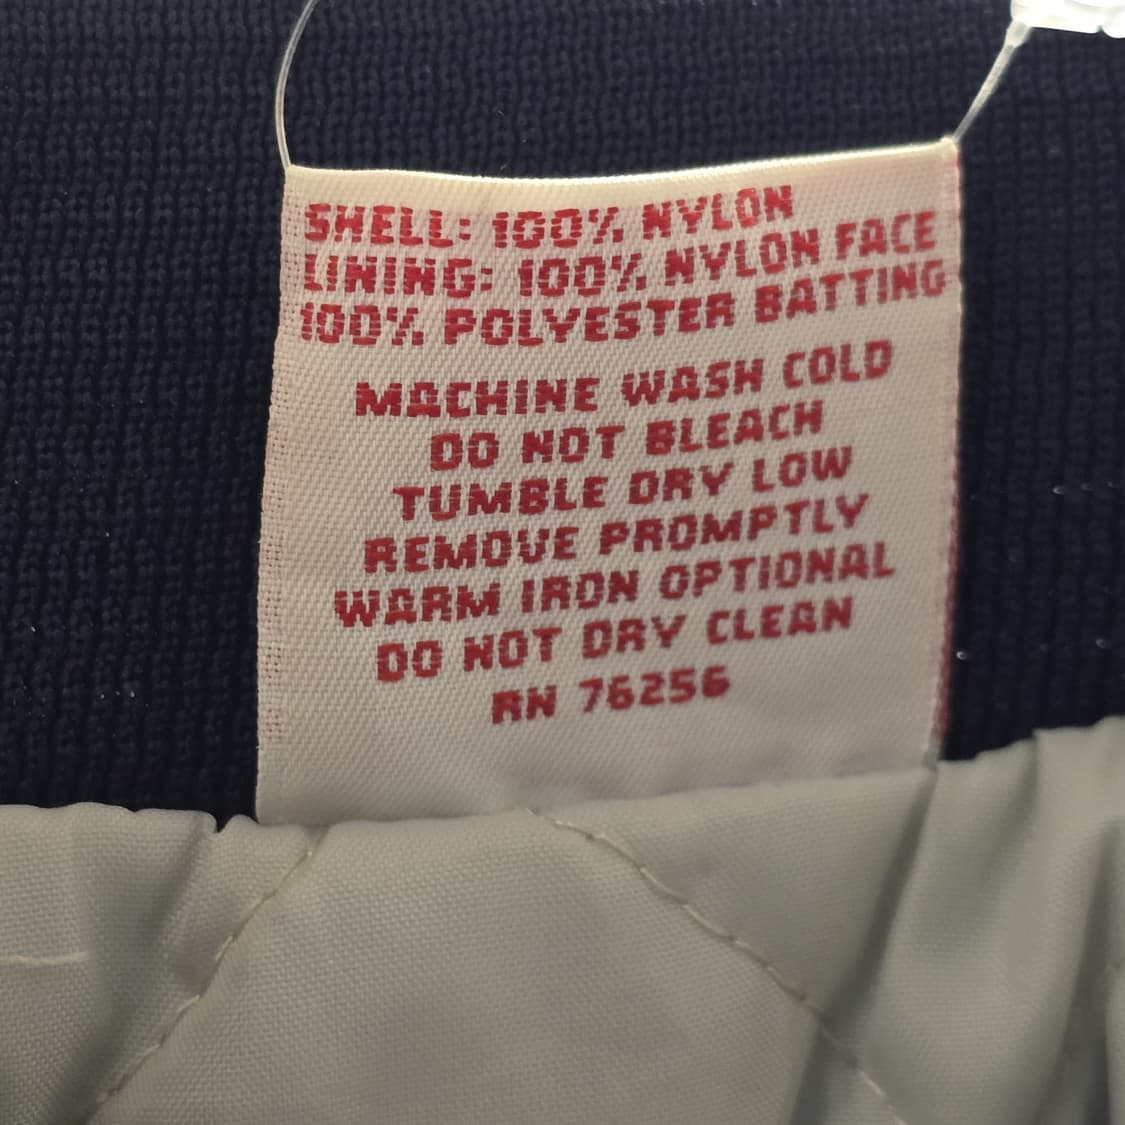 SHELL: 100% NYLON
LINING: 100% NYLON FACE
100% POLYESTER BATTING
MACHINE WASH COLD
DO NOT BLEACH
TUMBLE DRY LOW
REMOVE PROMPTLY
WARM IRON OPTIONAL
DO NOT DRY CLEAN
RN 76256